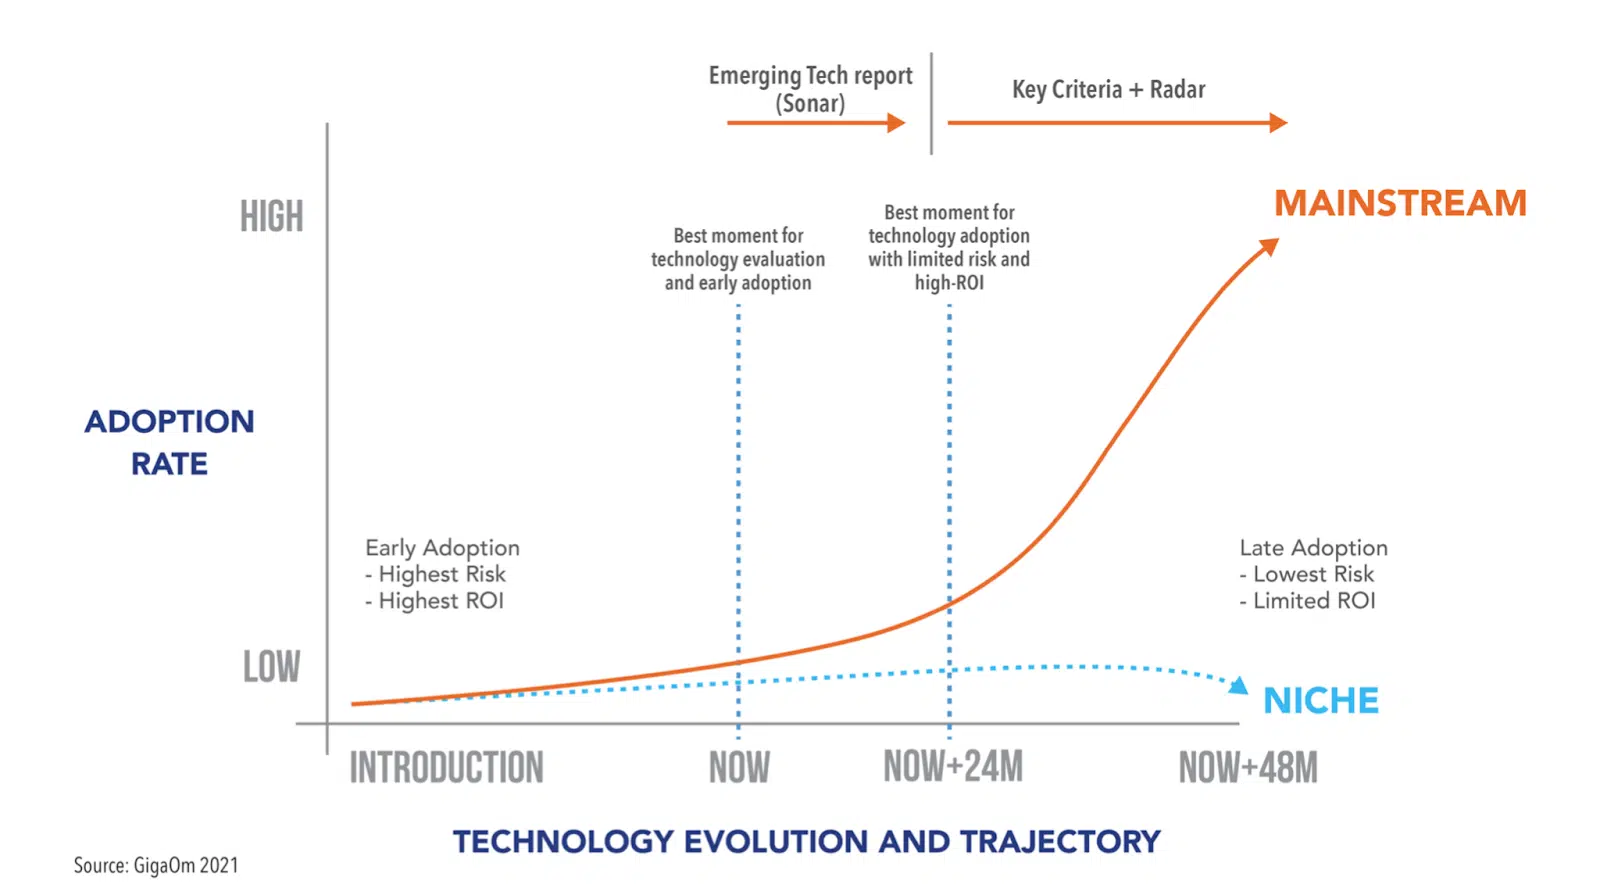 Emerging Tech report
(Sonar)
Key Criteria + Radar
MAINSTREAM
HIGH
Best moment for
technology evaluation
and early adoption
Best moment for
technology adoption
with limited risk and
high-ROI
ADOPTION
RATE
Early Adoption
- Highest Risk
- Highest ROI
Late Adoption
- Lowest Risk
- Limited ROI
LOW
NICHE
INTRODUCTION
NOW
NOW+24M
NOW+48M
TECHNOLOGY EVOLUTION AND TRAJECTORY
Source: GigaOm 2021